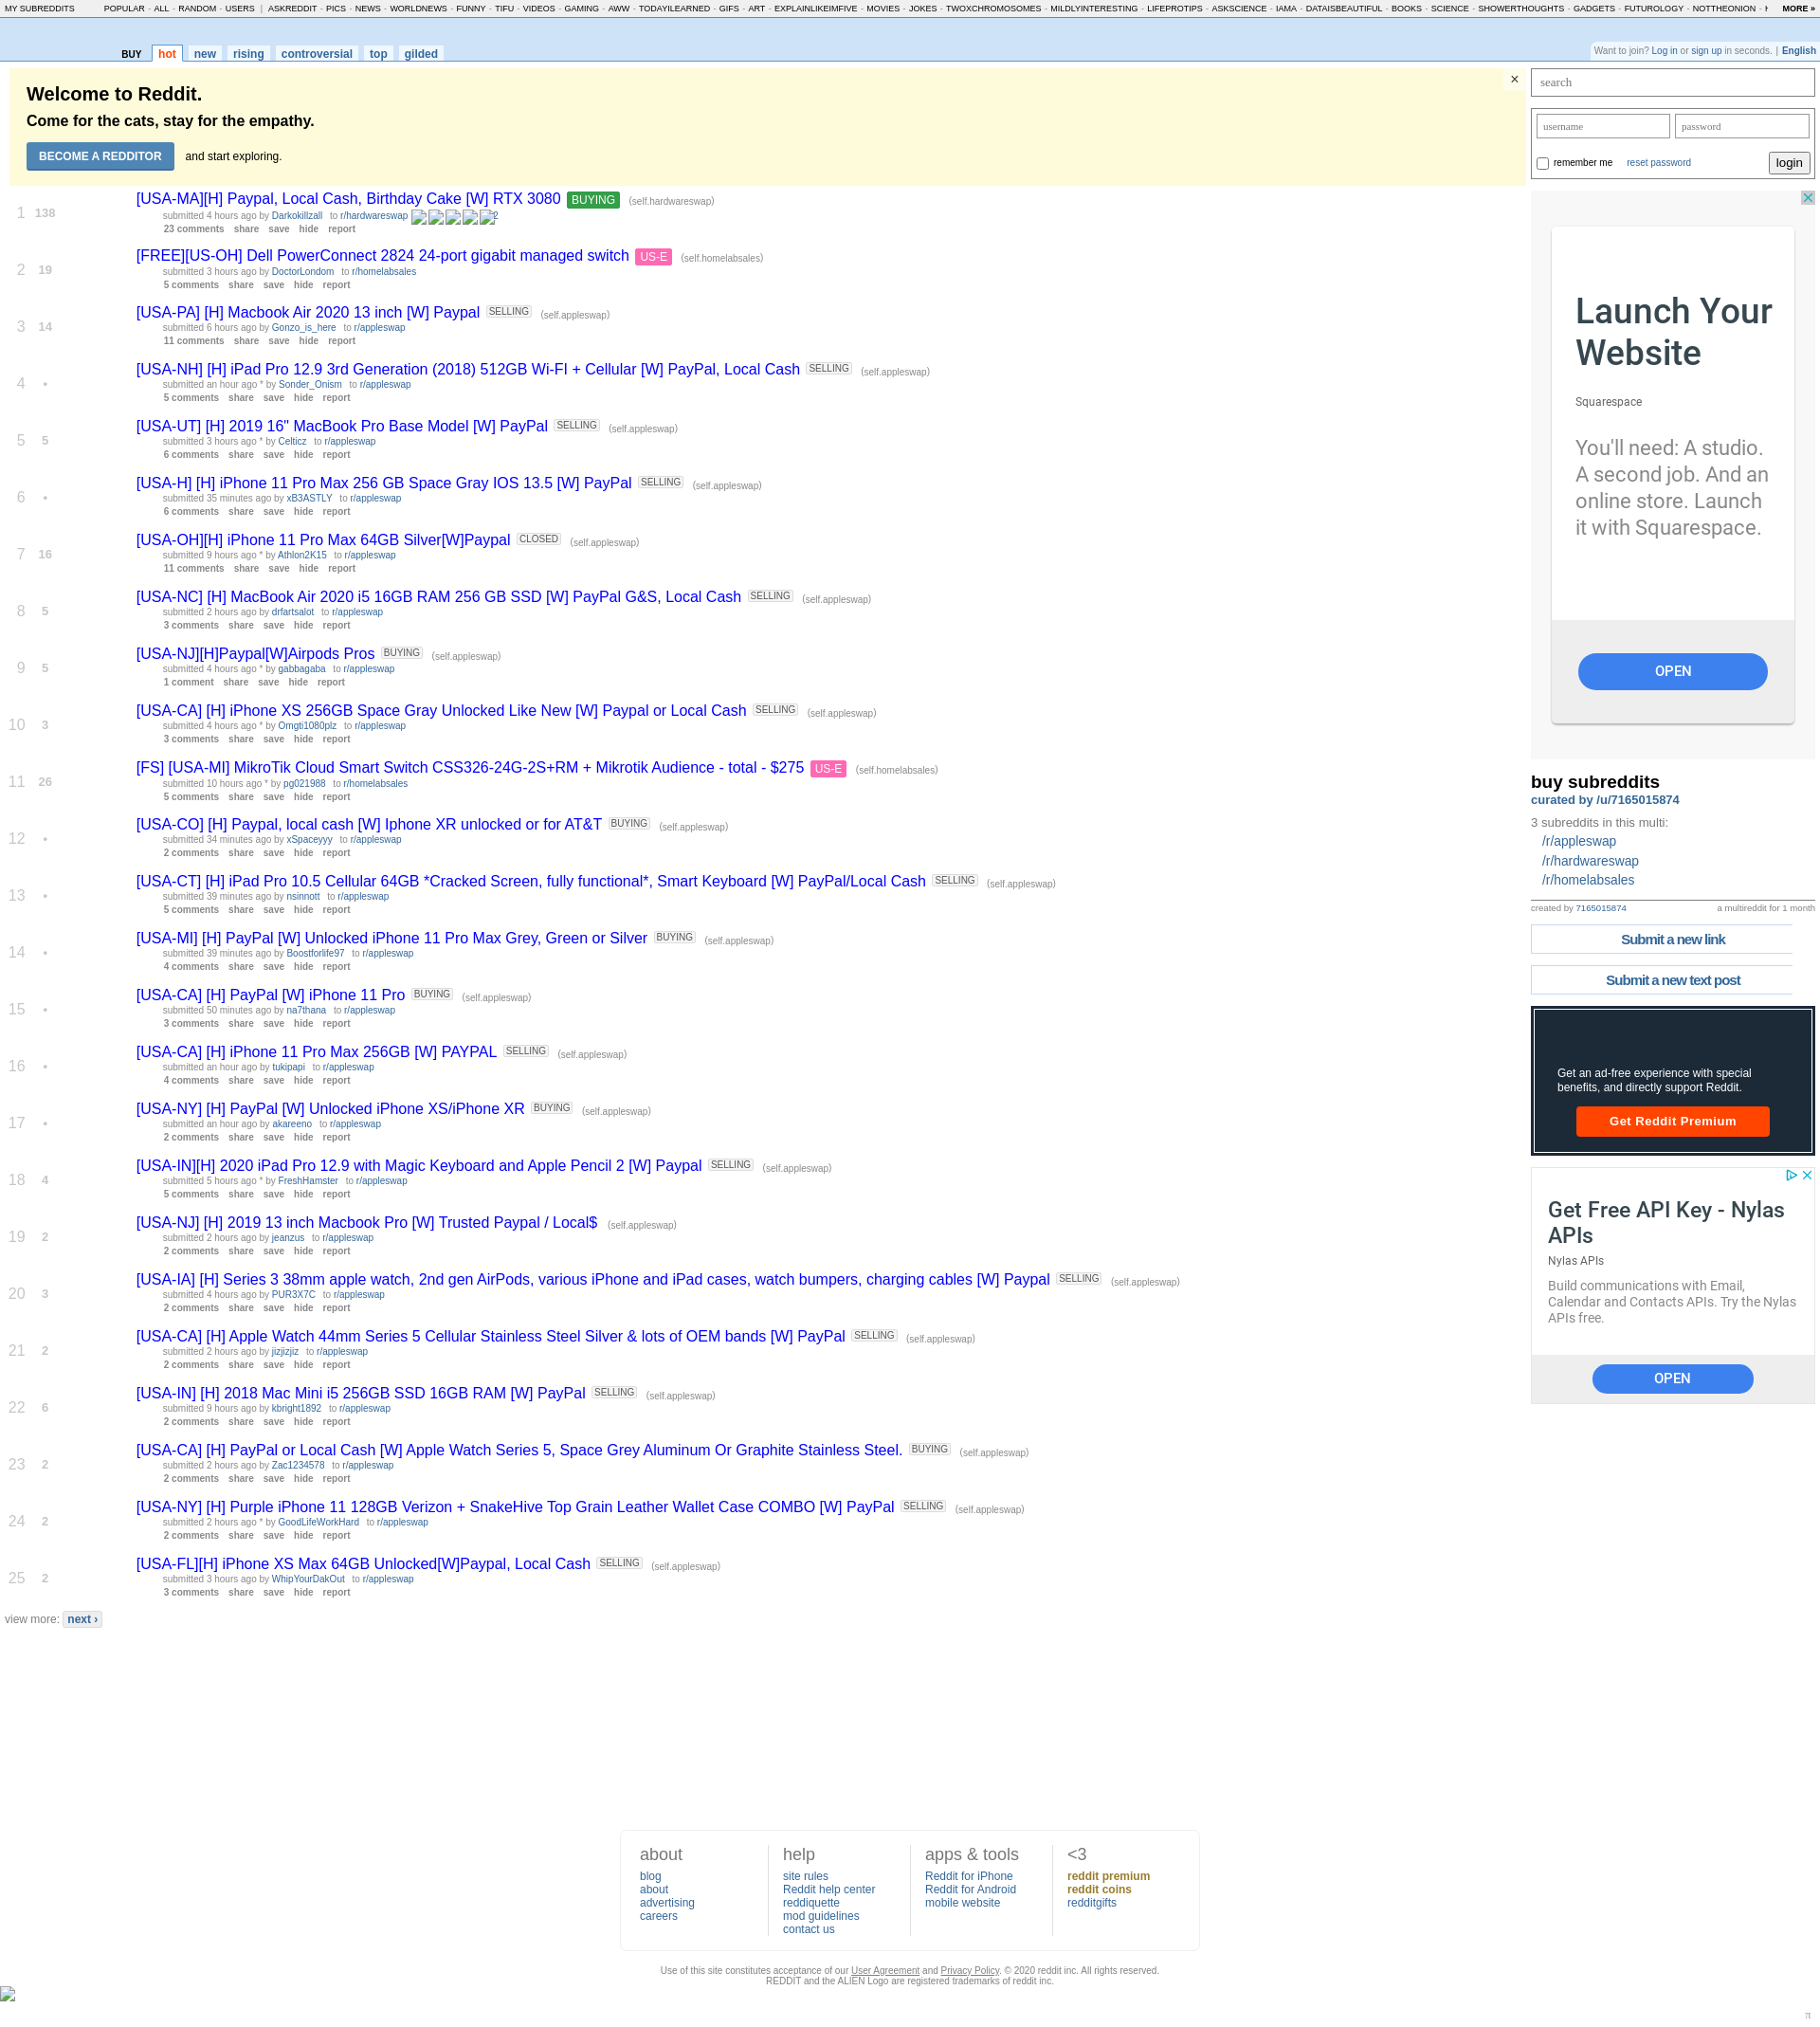 MY SUBREDDITS POPULAR - ALL - RANDOM - USERS | ASKREDDIT - PICS - NEWS - WORLDNEWS - FUNNY - TIFU - VIDEOS - GAMING - AWW - TODAYILEARNED - GIFS - ART - EXPLAINLIKEIMFIVE - MOVIES - JOKES - TWOXCHROMOSOMES - MILDLYINTERESTING - LIFEPROTIPS - ASKSCIENCE - IAMA - DATAISBEAUTIFUL - BOOKS - SCIENCE - SHOWERTHOUGHTS - GADGETS - FUTUROLOGY - NOTTHEONION - MORE »
BUY hot new rising controversial top gilded
Want to join? Log in or sign up in seconds. | English
Welcome to Reddit.
Come for the cats, stay for the empathy.
BECOME A REDDITOR and start exploring.
×
1 138 [USA-MA][H] Paypal, Local Cash, Birthday Cake [W] RTX 3080 BUYING (self.hardwareswap)
submitted 4 hours ago by Darkokillzall to r/hardwareswap 2
23 comments share save hide report
2 19 [FREE][US-OH] Dell PowerConnect 2824 24-port gigabit managed switch US-E (self.homelabsales)
submitted 3 hours ago by DoctorLondom to r/homelabsales
5 comments share save hide report
3 14 [USA-PA] [H] Macbook Air 2020 13 inch [W] Paypal SELLING (self.appleswap)
submitted 6 hours ago by Gonzo_is_here to r/appleswap
11 comments share save hide report
4 • [USA-NH] [H] iPad Pro 12.9 3rd Generation (2018) 512GB Wi-FI + Cellular [W] PayPal, Local Cash SELLING (self.appleswap)
submitted an hour ago * by Sonder_Onism to r/appleswap
5 comments share save hide report
5 5 [USA-UT] [H] 2019 16" MacBook Pro Base Model [W] PayPal SELLING (self.appleswap)
submitted 3 hours ago * by Celticz to r/appleswap
6 comments share save hide report
6 • [USA-H] [H] iPhone 11 Pro Max 256 GB Space Gray IOS 13.5 [W] PayPal SELLING (self.appleswap)
submitted 35 minutes ago by xB3ASTLY to r/appleswap
6 comments share save hide report
7 16 [USA-OH][H] iPhone 11 Pro Max 64GB Silver[W]Paypal CLOSED (self.appleswap)
submitted 9 hours ago * by Athlon2K15 to r/appleswap
11 comments share save hide report
8 5 [USA-NC] [H] MacBook Air 2020 i5 16GB RAM 256 GB SSD [W] PayPal G&S, Local Cash SELLING (self.appleswap)
submitted 2 hours ago by drfartsalot to r/appleswap
3 comments share save hide report
9 5 [USA-NJ][H]Paypal[W]Airpods Pros BUYING (self.appleswap)
submitted 4 hours ago * by gabbagaba to r/appleswap
1 comment share save hide report
10 3 [USA-CA] [H] iPhone XS 256GB Space Gray Unlocked Like New [W] Paypal or Local Cash SELLING (self.appleswap)
submitted 4 hours ago * by Omgti1080plz to r/appleswap
3 comments share save hide report
11 26 [FS] [USA-MI] MikroTik Cloud Smart Switch CSS326-24G-2S+RM + Mikrotik Audience - total - $275 US-E (self.homelabsales)
submitted 10 hours ago * by pg021988 to r/homelabsales
5 comments share save hide report
12 • [USA-CO] [H] Paypal, local cash [W] Iphone XR unlocked or for AT&T BUYING (self.appleswap)
submitted 34 minutes ago by xSpaceyyy to r/appleswap
2 comments share save hide report
13 • [USA-CT] [H] iPad Pro 10.5 Cellular 64GB *Cracked Screen, fully functional*, Smart Keyboard [W] PayPal/Local Cash SELLING (self.appleswap)
submitted 39 minutes ago by nsinnott to r/appleswap
5 comments share save hide report
14 • [USA-MI] [H] PayPal [W] Unlocked iPhone 11 Pro Max Grey, Green or Silver BUYING (self.appleswap)
submitted 39 minutes ago by Boostforlife97 to r/appleswap
4 comments share save hide report
15 • [USA-CA] [H] PayPal [W] iPhone 11 Pro BUYING (self.appleswap)
submitted 50 minutes ago by na7thana to r/appleswap
3 comments share save hide report
16 • [USA-CA] [H] iPhone 11 Pro Max 256GB [W] PAYPAL SELLING (self.appleswap)
submitted an hour ago by tukipapi to r/appleswap
4 comments share save hide report
17 • [USA-NY] [H] PayPal [W] Unlocked iPhone XS/iPhone XR BUYING (self.appleswap)
submitted an hour ago by akareeno to r/appleswap
2 comments share save hide report
18 4 [USA-IN][H] 2020 iPad Pro 12.9 with Magic Keyboard and Apple Pencil 2 [W] Paypal SELLING (self.appleswap)
submitted 5 hours ago * by FreshHamster to r/appleswap
5 comments share save hide report
19 2 [USA-NJ] [H] 2019 13 inch Macbook Pro [W] Trusted Paypal / Local$ (self.appleswap)
submitted 2 hours ago by jeanzus to r/appleswap
2 comments share save hide report
20 3 [USA-IA] [H] Series 3 38mm apple watch, 2nd gen AirPods, various iPhone and iPad cases, watch bumpers, charging cables [W] Paypal SELLING (self.appleswap)
submitted 4 hours ago by PUR3X7C to r/appleswap
2 comments share save hide report
21 2 [USA-CA] [H] Apple Watch 44mm Series 5 Cellular Stainless Steel Silver & lots of OEM bands [W] PayPal SELLING (self.appleswap)
submitted 2 hours ago by jizjizjiz to r/appleswap
2 comments share save hide report
22 6 [USA-IN] [H] 2018 Mac Mini i5 256GB SSD 16GB RAM [W] PayPal SELLING (self.appleswap)
submitted 9 hours ago by kbright1892 to r/appleswap
2 comments share save hide report
23 2 [USA-CA] [H] PayPal or Local Cash [W] Apple Watch Series 5, Space Grey Aluminum Or Graphite Stainless Steel. BUYING (self.appleswap)
submitted 2 hours ago by Zac1234578 to r/appleswap
2 comments share save hide report
24 2 [USA-NY] [H] Purple iPhone 11 128GB Verizon + SnakeHive Top Grain Leather Wallet Case COMBO [W] PayPal SELLING (self.appleswap)
submitted 2 hours ago * by GoodLifeWorkHard to r/appleswap
2 comments share save hide report
25 2 [USA-FL][H] iPhone XS Max 64GB Unlocked[W]Paypal, Local Cash SELLING (self.appleswap)
submitted 3 hours ago by WhipYourDakOut to r/appleswap
3 comments share save hide report
view more: next ›
search
username password
remember me reset password login
Launch Your
Website
Squarespace
You'll need: A studio.
A second job. And an
online store. Launch
it with Squarespace.
OPEN
buy subreddits
curated by /u/7165015874
3 subreddits in this multi:
/r/appleswap
/r/hardwareswap
/r/homelabsales
created by 7165015874 a multireddit for 1 month
Submit a new link
Submit a new text post
Get an ad-free experience with special
benefits, and directly support Reddit.
Get Reddit Premium
Get Free API Key - Nylas
APIs
Nylas APIs
Build communications with Email,
Calendar and Contacts APIs. Try the Nylas
APIs free.
OPEN
about
blog
about
advertising
careers
help
site rules
Reddit help center
reddiquette
mod guidelines
contact us
apps & tools
Reddit for iPhone
Reddit for Android
mobile website
<3
reddit premium
reddit coins
redditgifts
Use of this site constitutes acceptance of our User Agreement and Privacy Policy. © 2020 reddit inc. All rights reserved.
REDDIT and the ALIEN Logo are registered trademarks of reddit inc.
π